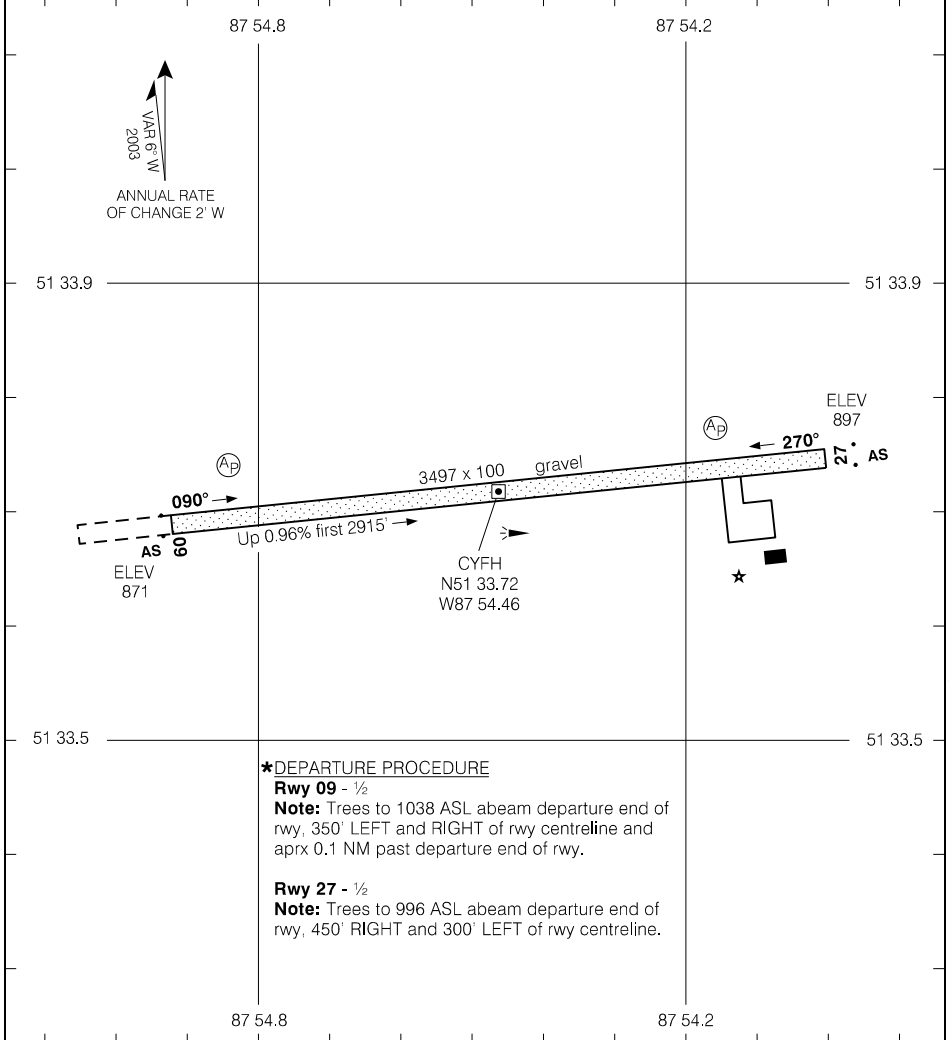 87 54.8
87 54.2
VAR 6° W
2003
ANNUAL RATE
OF CHANGE 2' W
51 33.9
51 33.9
ELEV
897
Ap
Ap
270°
27
AS
3497 x 100
gravel
090°
Up 0.96% first 2915'
AS
09
ELEV
871
CYFH
N51 33.72
W87 54.46
51 33.5
51 33.5
*DEPARTURE PROCEDURE
Rwy 09 - ½
Note: Trees to 1038 ASL abeam departure end of
rwy, 350' LEFT and RIGHT of rwy centreline and
aprx 0.1 NM past departure end of rwy.
Rwy 27 - ½
Note: Trees to 996 ASL abeam departure end of
rwy, 450' RIGHT and 300' LEFT of rwy centreline.
87 54.8
87 54.2